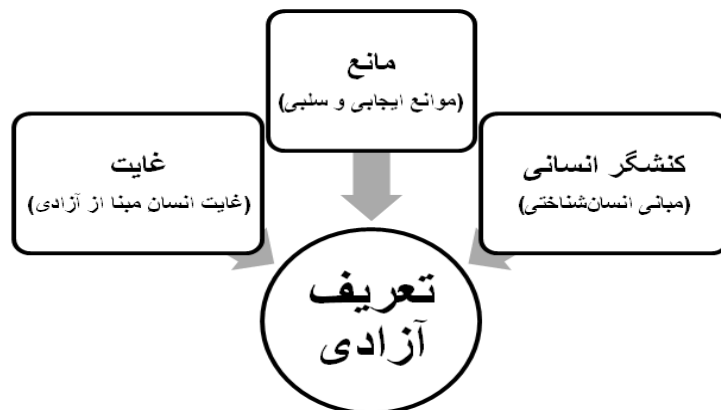 مانع
(موانع ایجابی و سلبی)
کنشگر انسانی
(مبانی انسان‌شناختی)
غایت
(غایت انسان مبنا از آزادی)
تعریف
آزادی